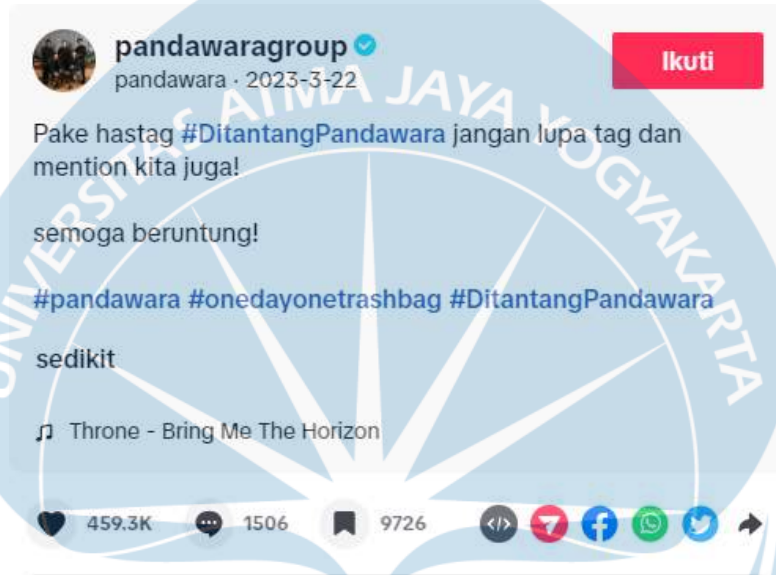 pandawaragroup
pandawara · 2023-3-22
Ikuti
Pake hastag #DitantangPandawara jangan lupa tag dan
mention kita juga!
semoga beruntung!
#pandawara #onedayonetrashbag #DitantangPandawara
sedikit
Throne - Bring Me The Horizon
459.3K 1506 9726
UNIVERSITAS ATMA JAYA YOGYAKARTA